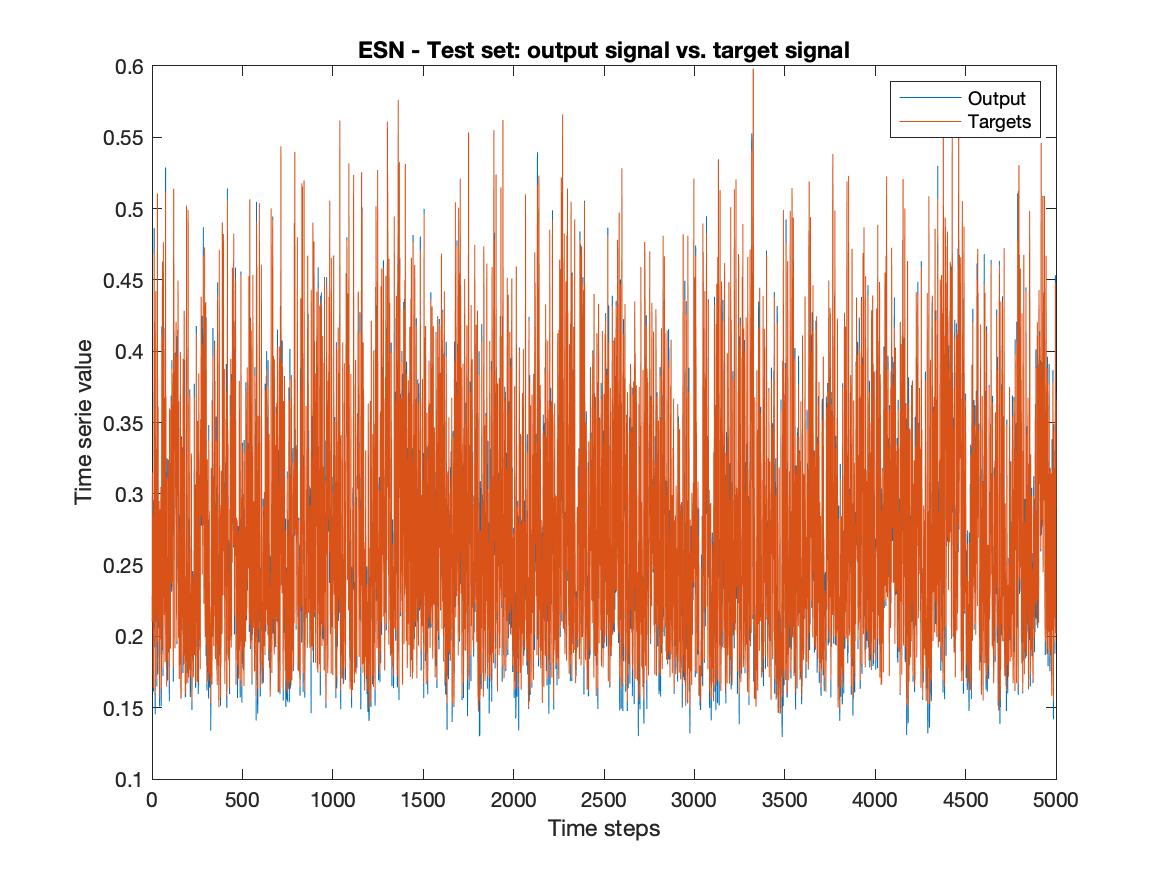 ESN - Test set: output signal vs. target signal
Output
Targets
0.6
0.55
0.5
0.45
0.4
0.35
0.3
0.25
0.2
0.15
0.1
Time serie value
0 500 1000 1500 2000 2500 3000 3500 4000 4500 5000
Time steps